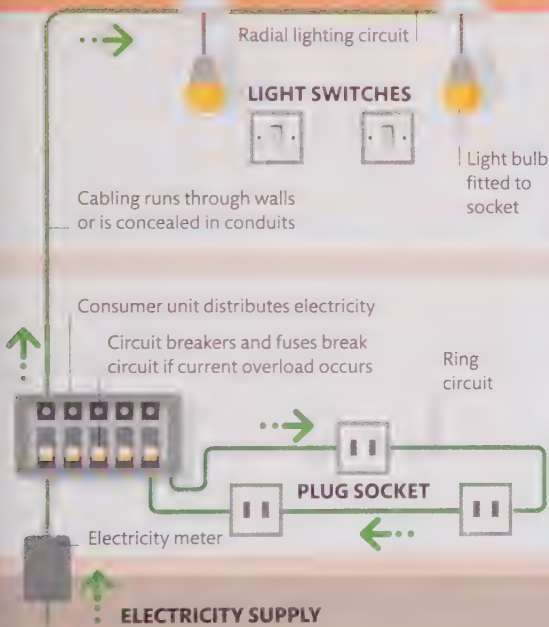 Radial lighting circuit
LIGHT SWITCHES
Light bulb
fitted to
socket
Cabling runs through walls
or is concealed in conduits
Consumer unit distributes electricity
Circuit breakers and fuses break
circuit if current overload occurs
Ring
circuit
PLUG SOCKET
Electricity meter
ELECTRICITY SUPPLY